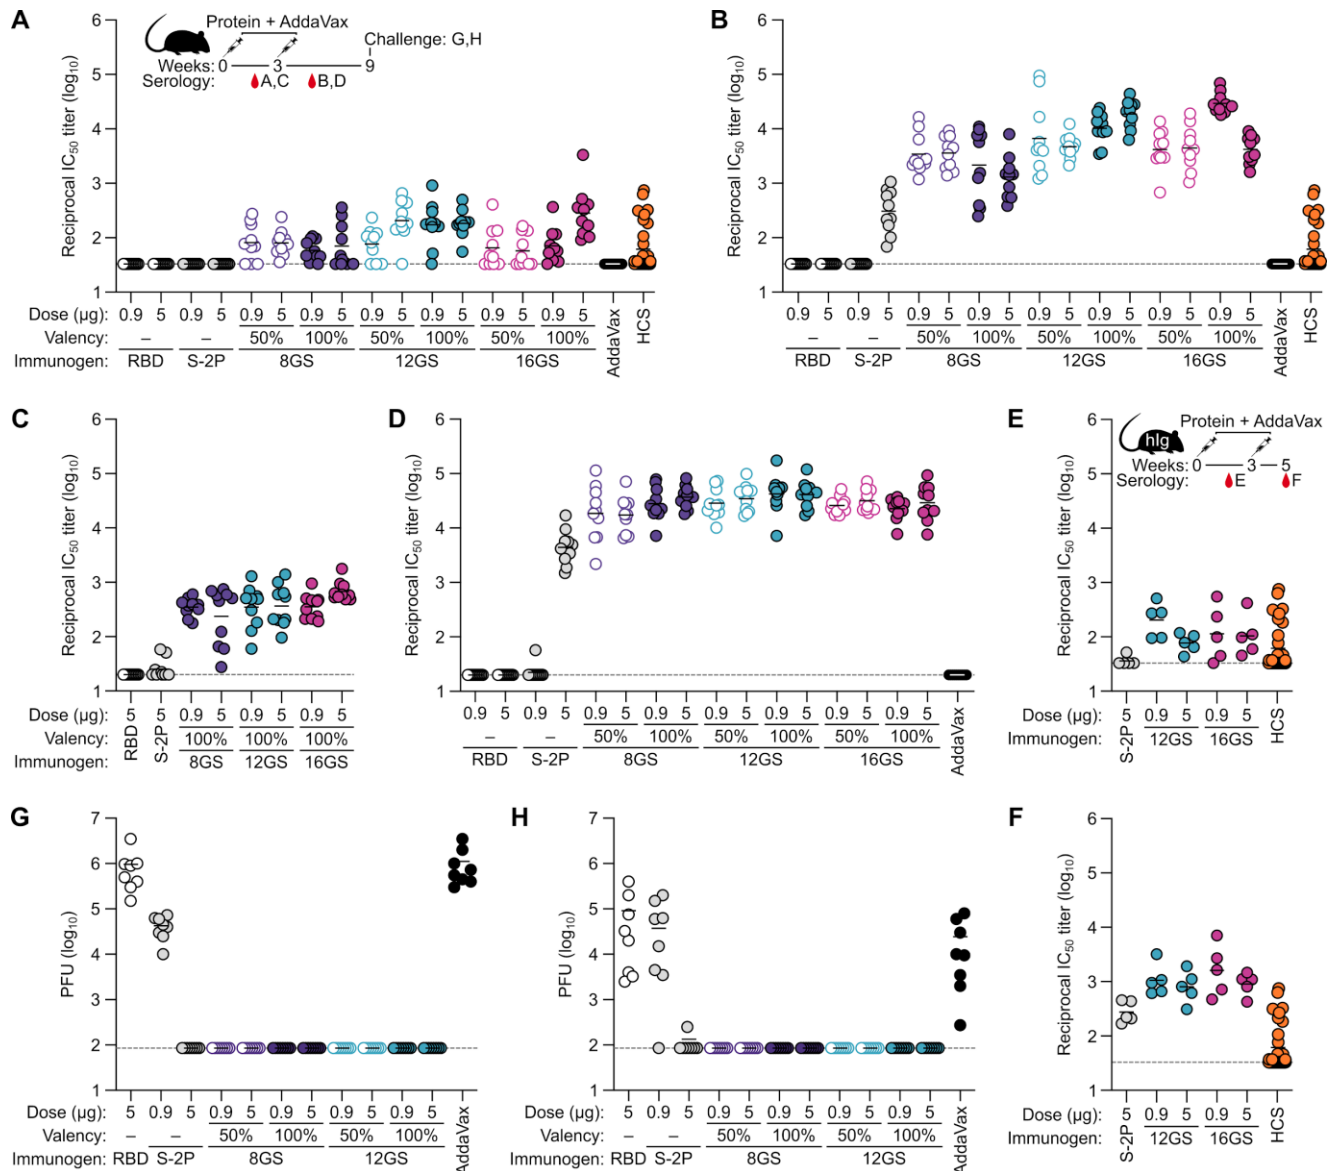 A
Protein + AddaVax
Challenge: G,H
Weeks: 0 3 9
Serology: A,C B,D
Reciprocal IC50 titer (log10)
6
5
4
3
2
1
Dose (µg): 0.9 5 0.9 5 0.9 5 0.9 5 0.9 5 0.9 5 0.9 5 0.9 5
Valency: – – 50% 100% 50% 100% 50% 100%
Immunogen: RBD S-2P 8GS 12GS 16GS AddaVax HCS
B
Reciprocal IC50 titer (log10)
6
5
4
3
2
1
Dose (µg): 0.9 5 0.9 5 0.9 5 0.9 5 0.9 5 0.9 5 0.9 5 0.9 5
Valency: – – 50% 100% 50% 100% 50% 100%
Immunogen: RBD S-2P 8GS 12GS 16GS AddaVax HCS
C
Reciprocal IC50 titer (log10)
6
5
4
3
2
1
Dose (µg): 5 5 0.9 5 0.9 5 0.9 5
Valency: 100% 100% 100%
Immunogen: RBD S-2P 8GS 12GS 16GS
D
Reciprocal IC50 titer (log10)
6
5
4
3
2
1
Dose (µg): 0.9 5 0.9 5 0.9 5 0.9 5 0.9 5 0.9 5 0.9 5 0.9 5
Valency: – – 50% 100% 50% 100% 50% 100%
Immunogen: RBD S-2P 8GS 12GS 16GS AddaVax
E
Protein + AddaVax
hIg
Weeks: 0 3 5
Serology: E F
Reciprocal IC50 titer (log10)
6
5
4
3
2
1
Dose (µg): 5 0.9 5 0.9 5
Immunogen: S-2P 12GS 16GS HCS
G
PFU (log10)
7
6
5
4
3
2
1
Dose (µg): 5 0.9 5 0.9 5 0.9 5 0.9 5 0.9 5
Valency: – – 50% 100% 50% 100%
Immunogen: RBD S-2P 8GS 12GS AddaVax
H
PFU (log10)
7
6
5
4
3
2
1
Dose (µg): 5 0.9 5 0.9 5 0.9 5 0.9 5 0.9 5
Valency: – – 50% 100% 50% 100%
Immunogen: RBD S-2P 8GS 12GS AddaVax
F
Reciprocal IC50 titer (log10)
6
5
4
3
2
1
Dose (µg): 5 0.9 5 0.9 5
Immunogen: S-2P 12GS 16GS HCS